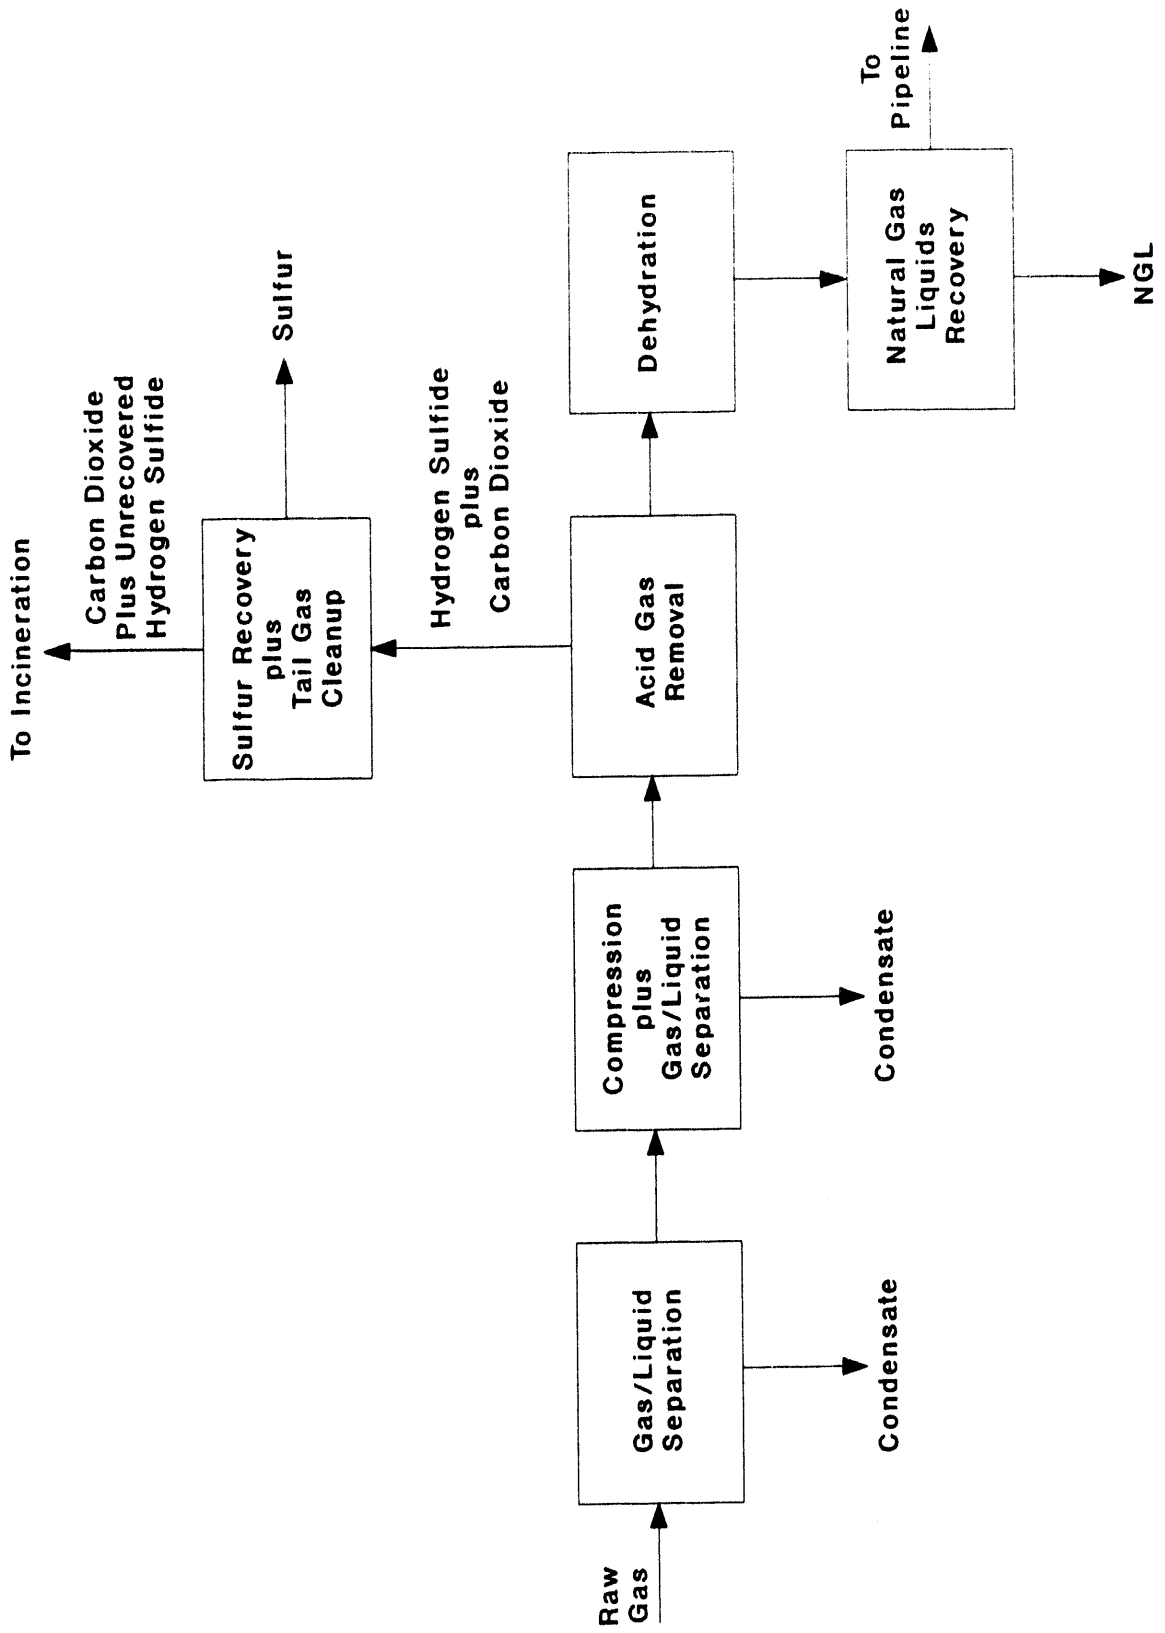 Raw
Gas
Gas/Liquid
Separation
Condensate
Compression
plus
Gas/Liquid
Separation
Condensate
Acid Gas
Removal
Hydrogen Sulfide
plus
Carbon Dioxide
Sulfur Recovery
plus
Tail Gas
Cleanup
To Incineration
Carbon Dioxide
Plus Unrecovered
Hydrogen Sulfide
Sulfur
Dehydration
Natural Gas
Liquids
Recovery
To
Pipeline
NGL